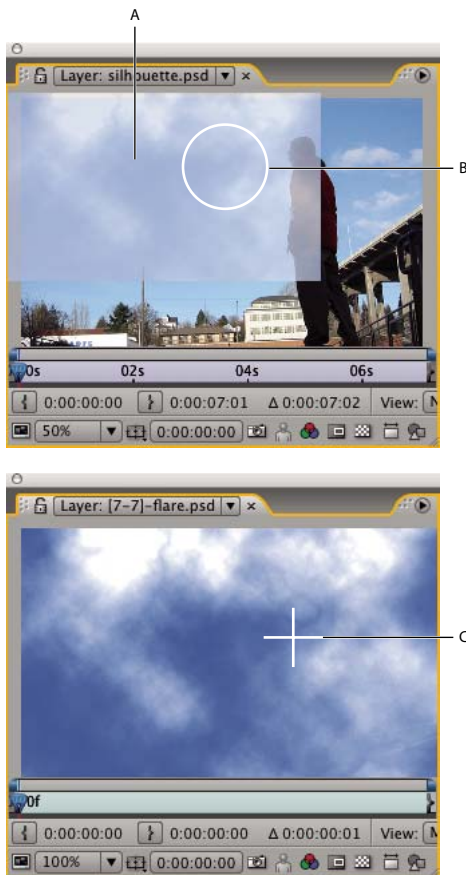 A
Layer: silhouette.psd
B
0s 02s 04s 06s
0:00:00:00 0:00:07:01 Δ 0:00:07:02 View:
50% 0:00:00:00
Layer: [7-7]-flare.psd
C
0f
0:00:00:00 0:00:00:00 Δ 0:00:00:01 View:
100% 0:00:00:00